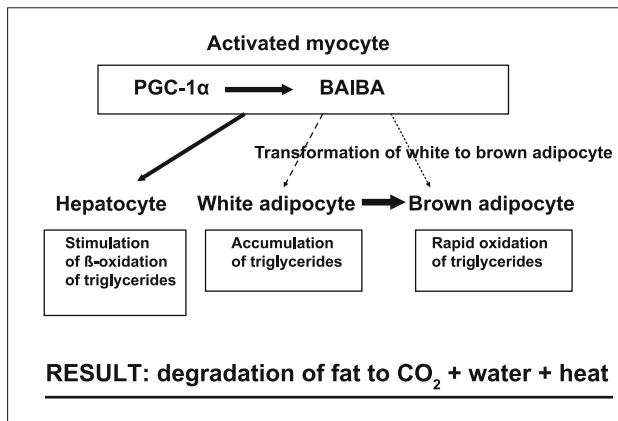 Activated myocyte
PGC-1α BAIBA
Transformation of white to brown adipocyte
Hepatocyte White adipocyte Brown adipocyte
Stimulation
of ß-oxidation
of triglycerides
Accumulation
of triglycerides
Rapid oxidation
of triglycerides
RESULT: degradation of fat to CO₂ + water + heat